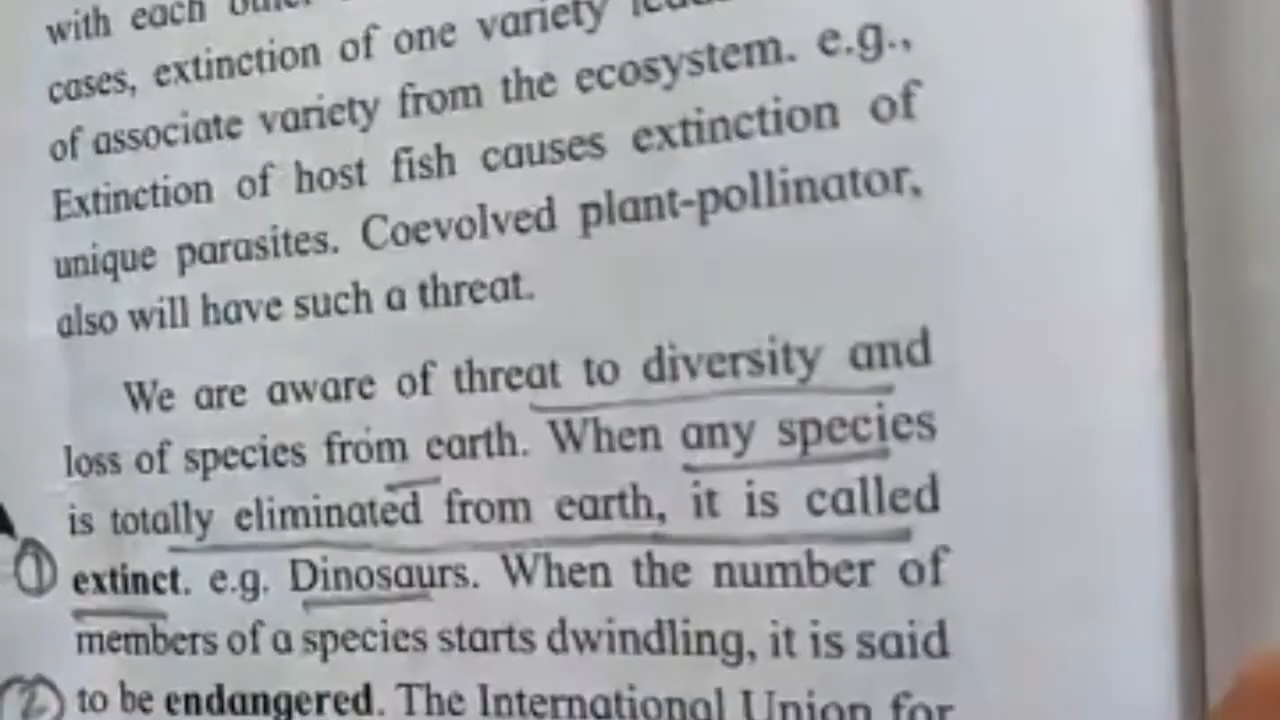 with each
cases, extinction of one variety
of associate variety from the ecosystem. e.g.,
Extinction of host fish causes extinction of
unique parasites. Coevolved plant-pollinator,
also will have such a threat.
We are aware of threat to diversity and
loss of species from earth. When any species
is totally eliminated from earth, it is called
① extinct. e.g. Dinosaurs. When the number of
members of a species starts dwindling, it is said
② to be endangered. The International Union for